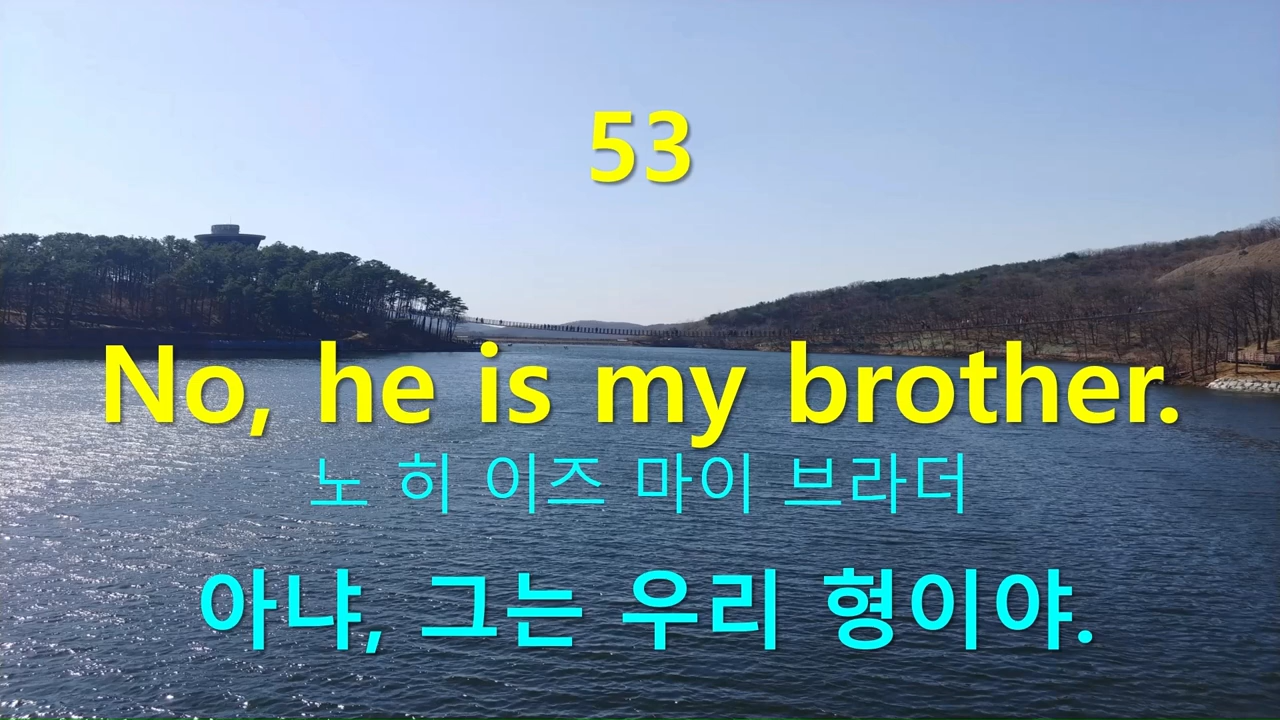 53
No, he is my brother.
노 히 이즈 마이 브라더
아냐, 그는 우리 형이야.